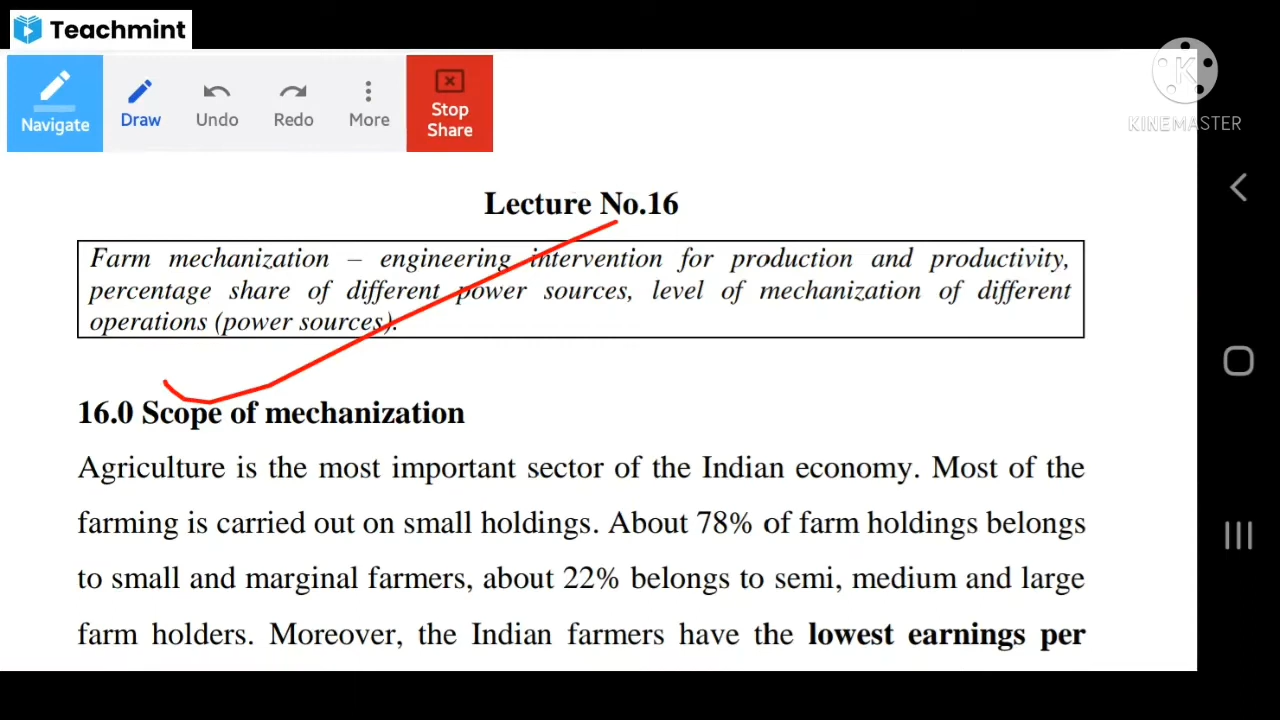 Teachmint
Navigate
Draw
Undo
Redo
More
Stop
Share
KINEMASTER
Lecture No.16
Farm mechanization – engineering intervention for production and productivity,
percentage share of different power sources, level of mechanization of different
operations (power sources).
16.0 Scope of mechanization
Agriculture is the most important sector of the Indian economy. Most of the
farming is carried out on small holdings. About 78% of farm holdings belongs
to small and marginal farmers, about 22% belongs to semi, medium and large
farm holders. Moreover, the Indian farmers have the lowest earnings per